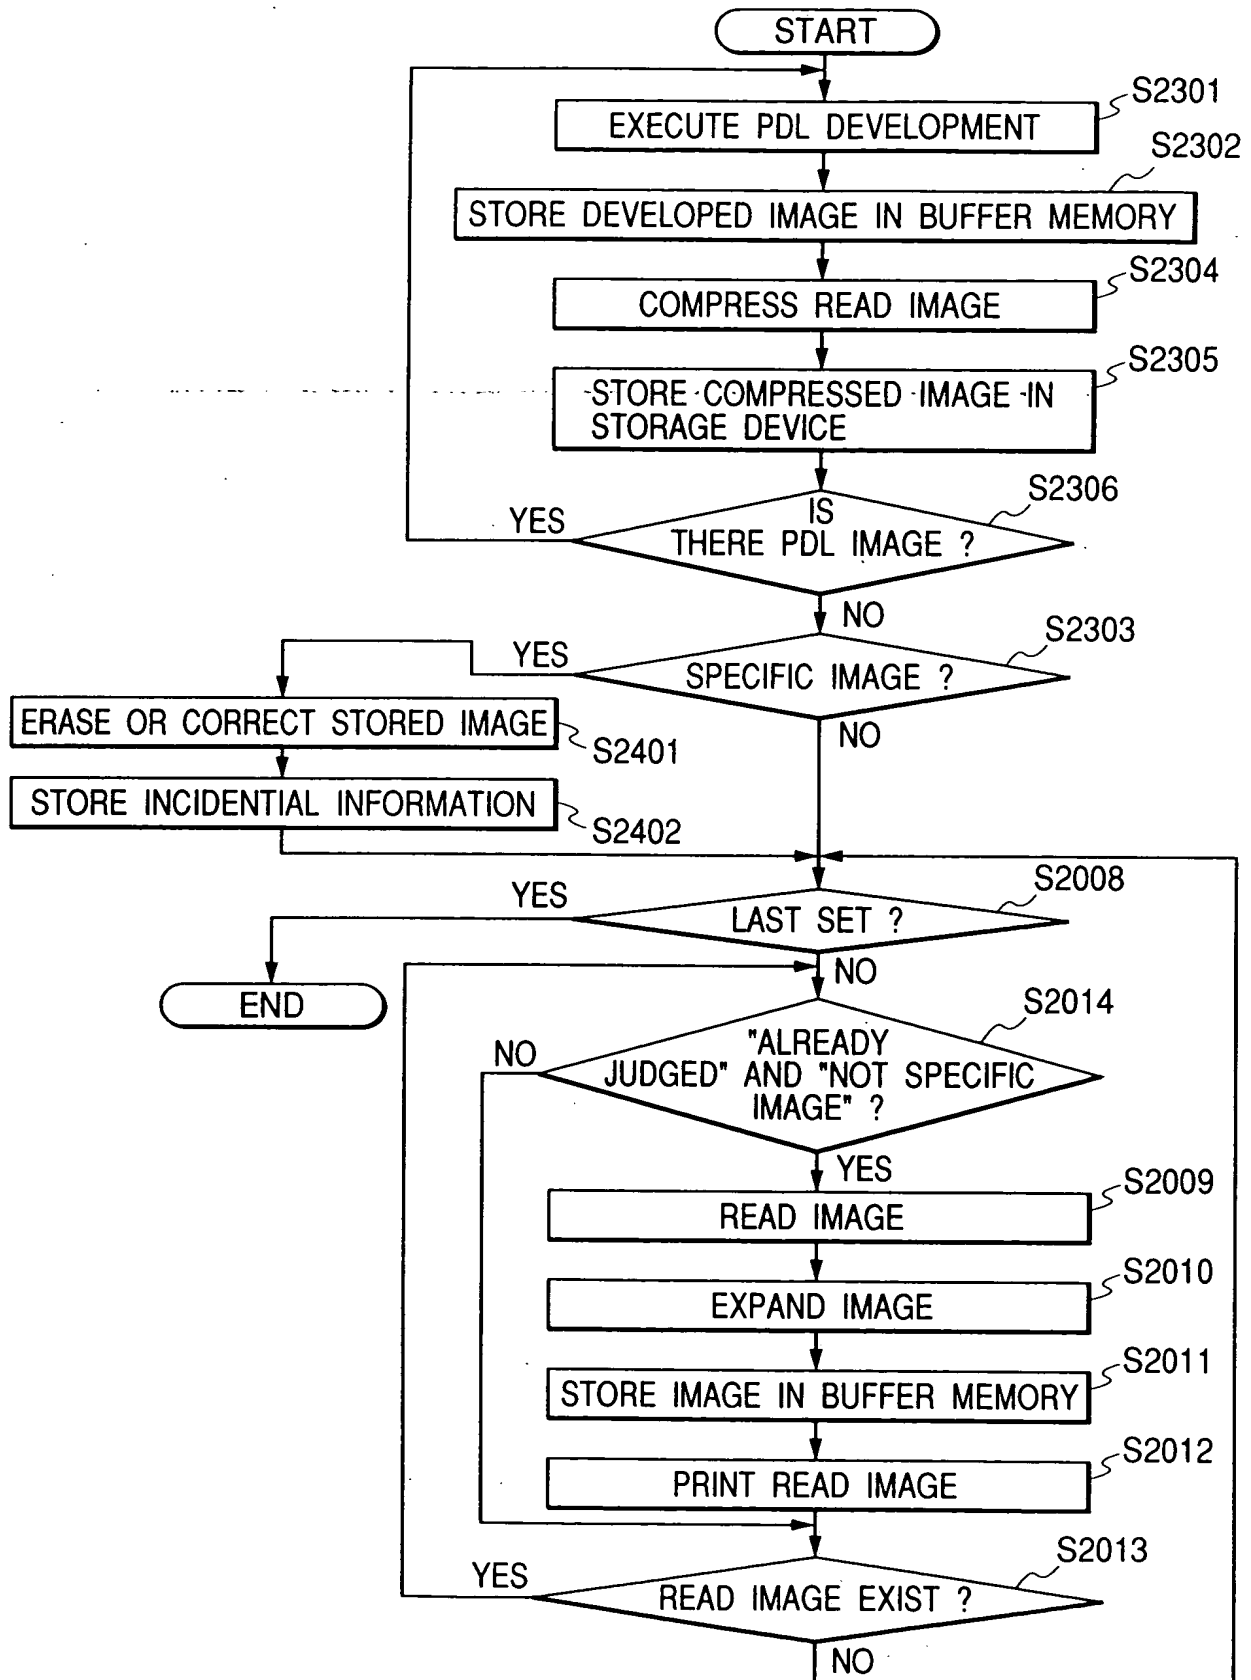 START
S2301
EXECUTE PDL DEVELOPMENT
S2302
STORE DEVELOPED IMAGE IN BUFFER MEMORY
S2304
COMPRESS READ IMAGE
S2305
STORE COMPRESSED IMAGE IN
STORAGE DEVICE
S2306
YES
IS
THERE PDL IMAGE ?
NO
S2303
YES
SPECIFIC IMAGE ?
NO
ERASE OR CORRECT STORED IMAGE
S2401
STORE INCIDENTIAL INFORMATION
S2402
S2008
YES
LAST SET ?
NO
END
S2014
NO
"ALREADY
JUDGED" AND "NOT SPECIFIC
IMAGE" ?
YES
S2009
READ IMAGE
S2010
EXPAND IMAGE
S2011
STORE IMAGE IN BUFFER MEMORY
S2012
PRINT READ IMAGE
S2013
YES
READ IMAGE EXIST ?
NO